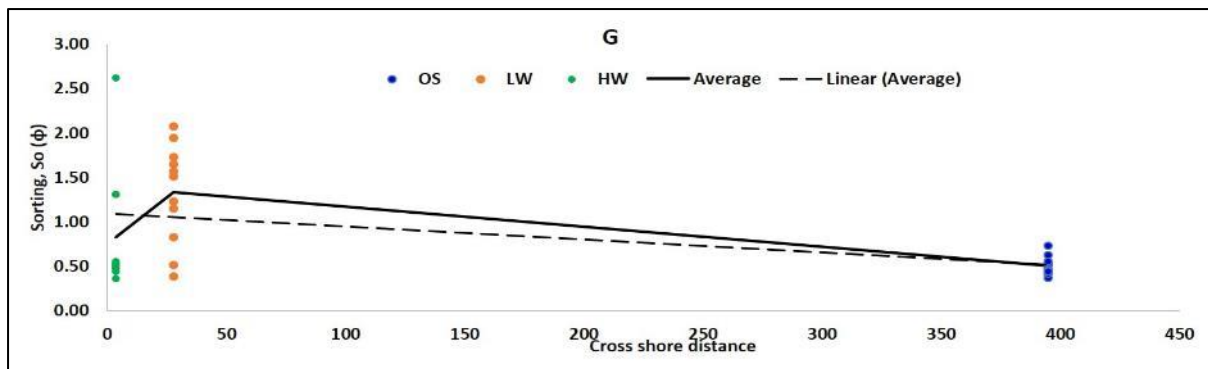 G
OS LW HW Average Linear (Average)
Sorting, So (ϕ)
3.00
2.50
2.00
1.50
1.00
0.50
0.00
0 50 100 150 200 250 300 350 400 450
Cross shore distance